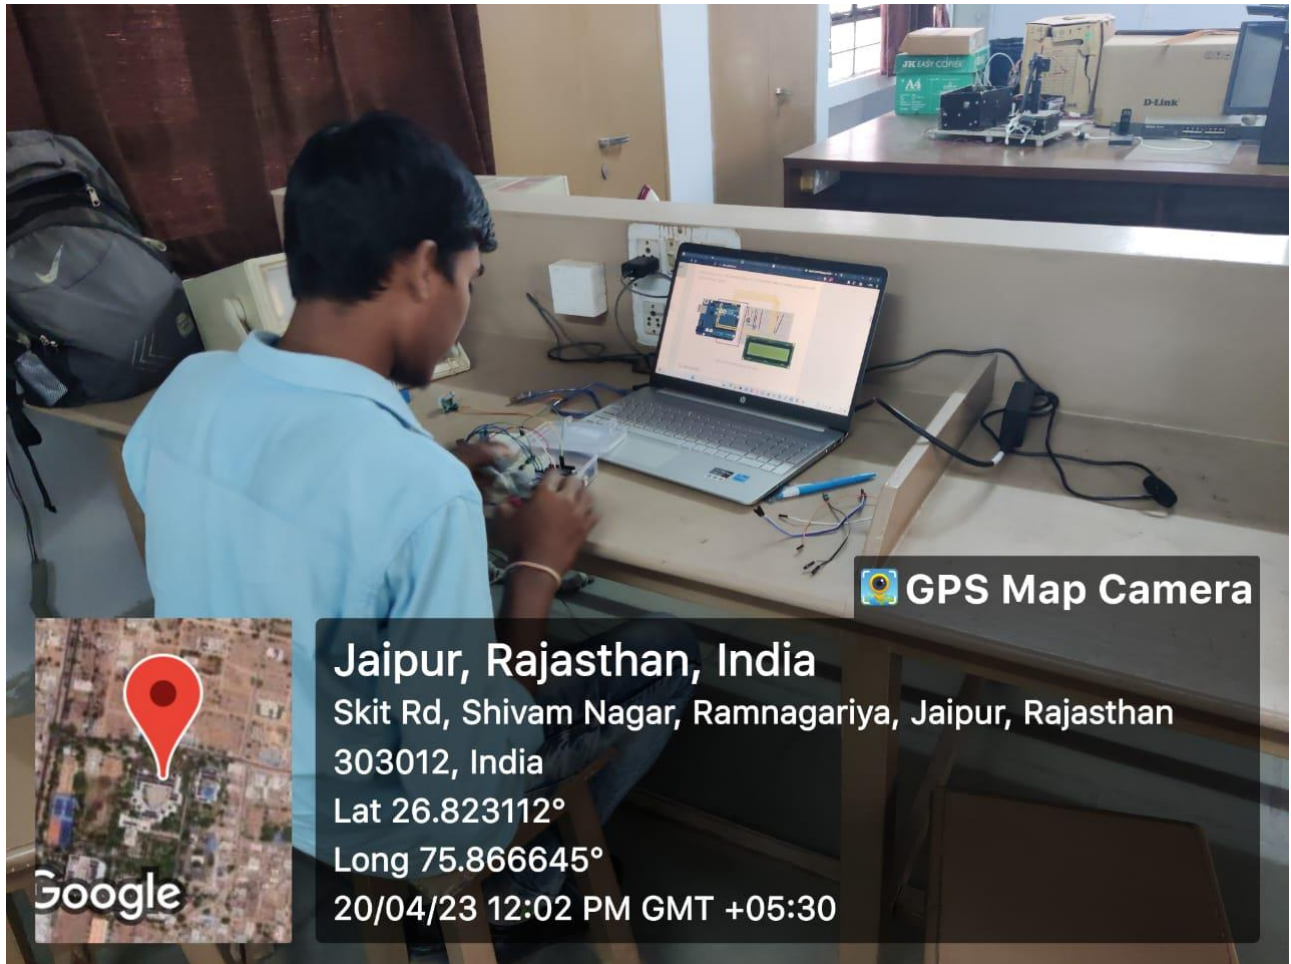 JK EASY COPIER
A4
D-Link
hp
GPS Map Camera
Jaipur, Rajasthan, India
Skit Rd, Shivam Nagar, Ramnagariya, Jaipur, Rajasthan
303012, India
Lat 26.823112°
Long 75.866645°
20/04/23 12:02 PM GMT +05:30
Google